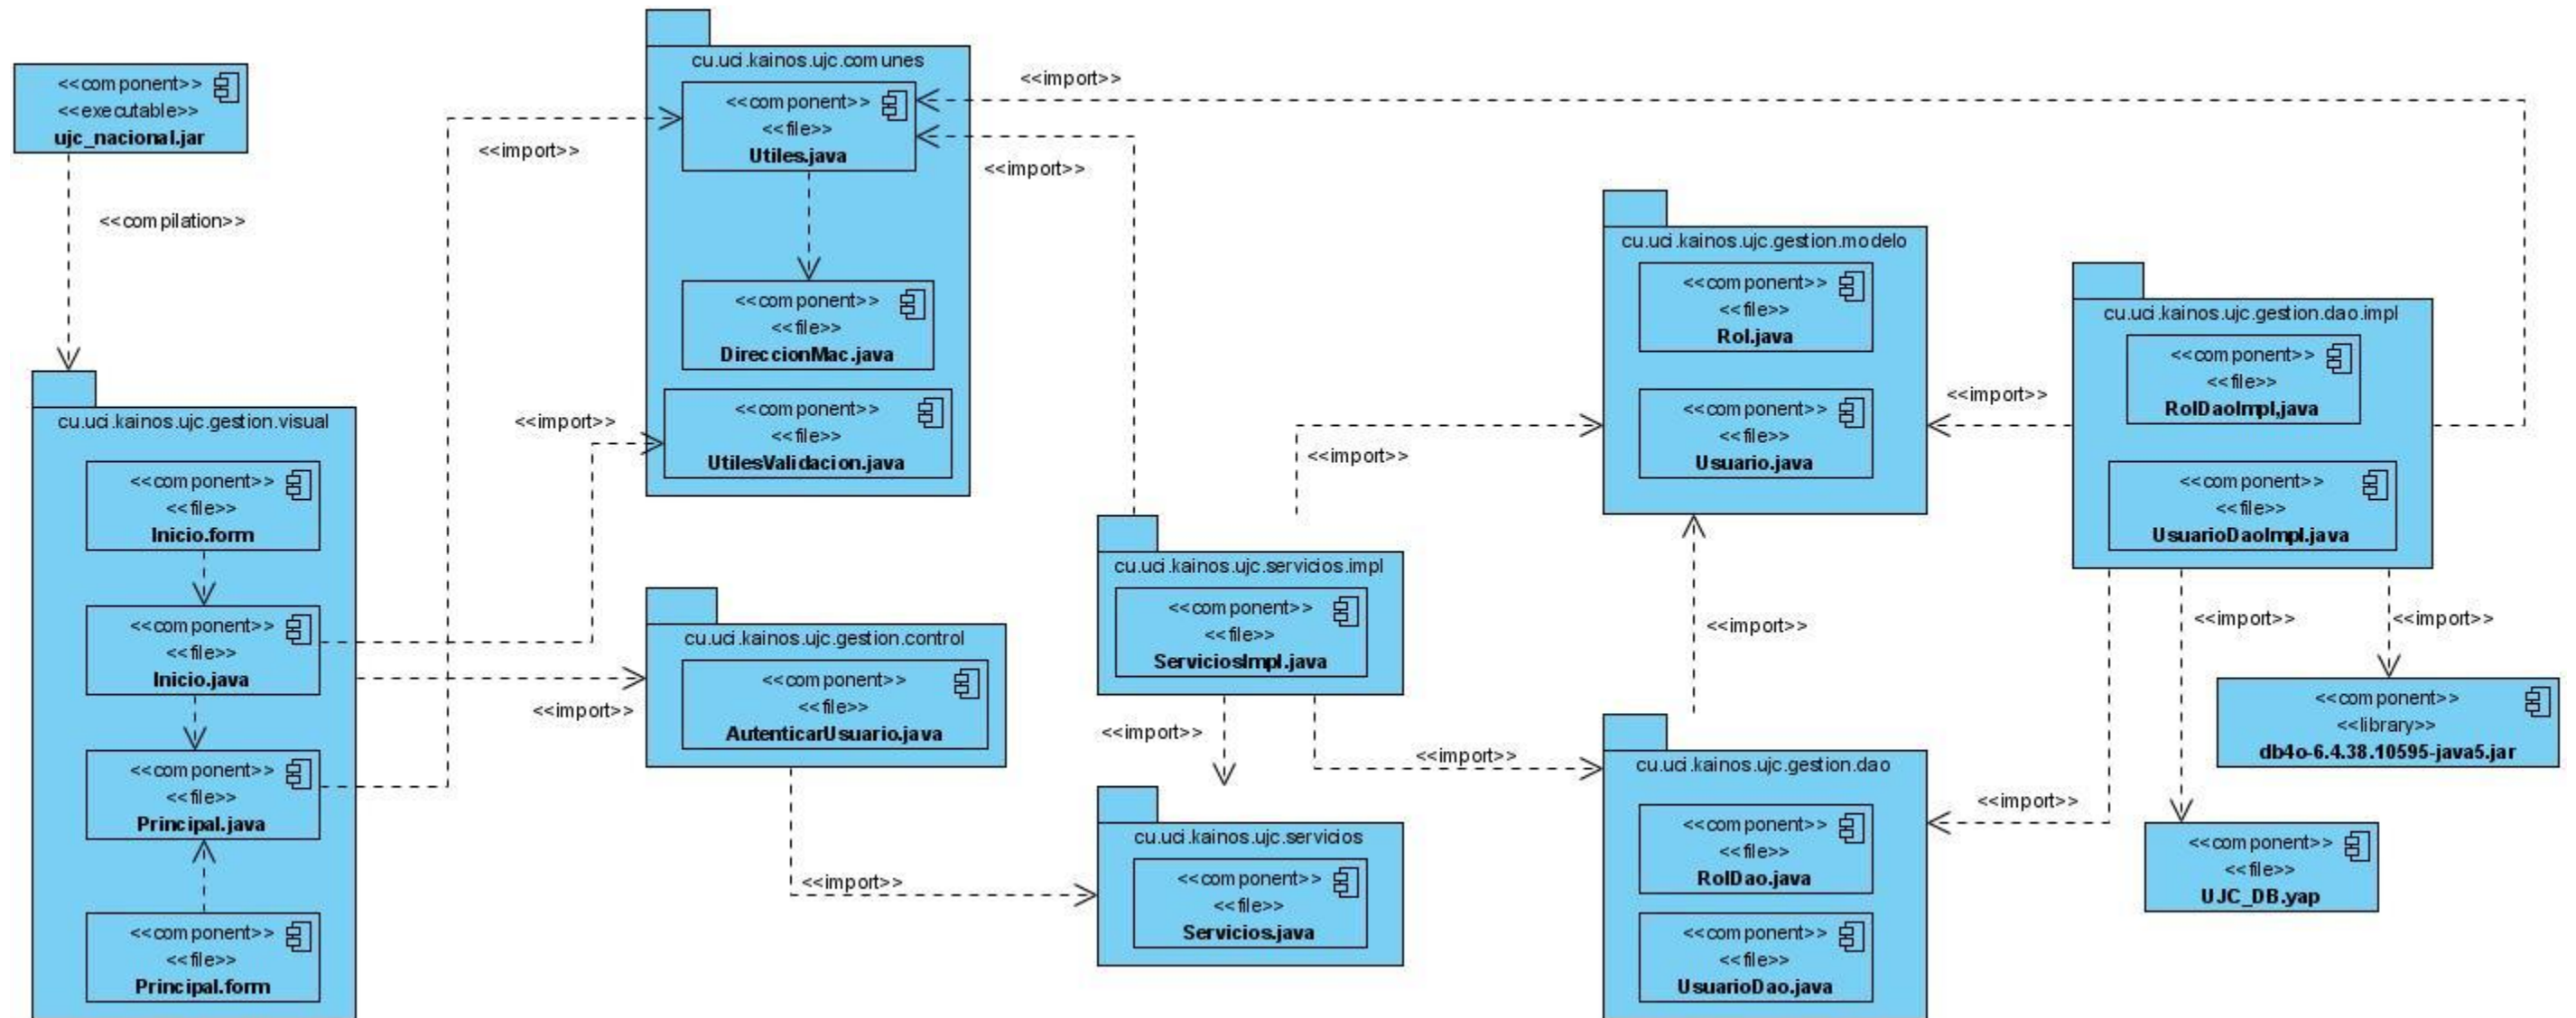 <<component>>
<<executable>>
ujc_nacional.jar
<<compilation>>
cu.uci.kainos.ujc.gestion.visual
<<component>>
<<file>>
Inicio.form
<<component>>
<<file>>
Inicio.java
<<component>>
<<file>>
Principal.java
<<component>>
<<file>>
Principal.form
<<import>>
<<import>>
<<import>>
cu.uci.kainos.ujc.comunes
<<component>>
<<file>>
Utiles.java
<<component>>
<<file>>
DireccionMac.java
<<component>>
<<file>>
UtilesValidacion.java
cu.uci.kainos.ujc.gestion.control
<<component>>
<<file>>
AutenticarUsuario.java
<<import>>
<<import>>
<<import>>
cu.uci.kainos.ujc.servicios.impl
<<component>>
<<file>>
ServiciosImpl.java
<<import>>
<<import>>
<<import>>
cu.uci.kainos.ujc.servicios
<<component>>
<<file>>
Servicios.java
cu.uci.kainos.ujc.gestion.modelo
<<component>>
<<file>>
Rol.java
<<component>>
<<file>>
Usuario.java
<<import>>
<<import>>
cu.uci.kainos.ujc.gestion.dao
<<component>>
<<file>>
RolDao.java
<<component>>
<<file>>
UsuarioDao.java
cu.uci.kainos.ujc.gestion.dao.impl
<<component>>
<<file>>
RolDaoImpl,java
<<component>>
<<file>>
UsuarioDaoImpl.java
<<import>>
<<import>>
<<import>>
<<component>>
<<library>>
db4o-6.4.38.10595-java5.jar
<<component>>
<<file>>
UJC_DB.yap